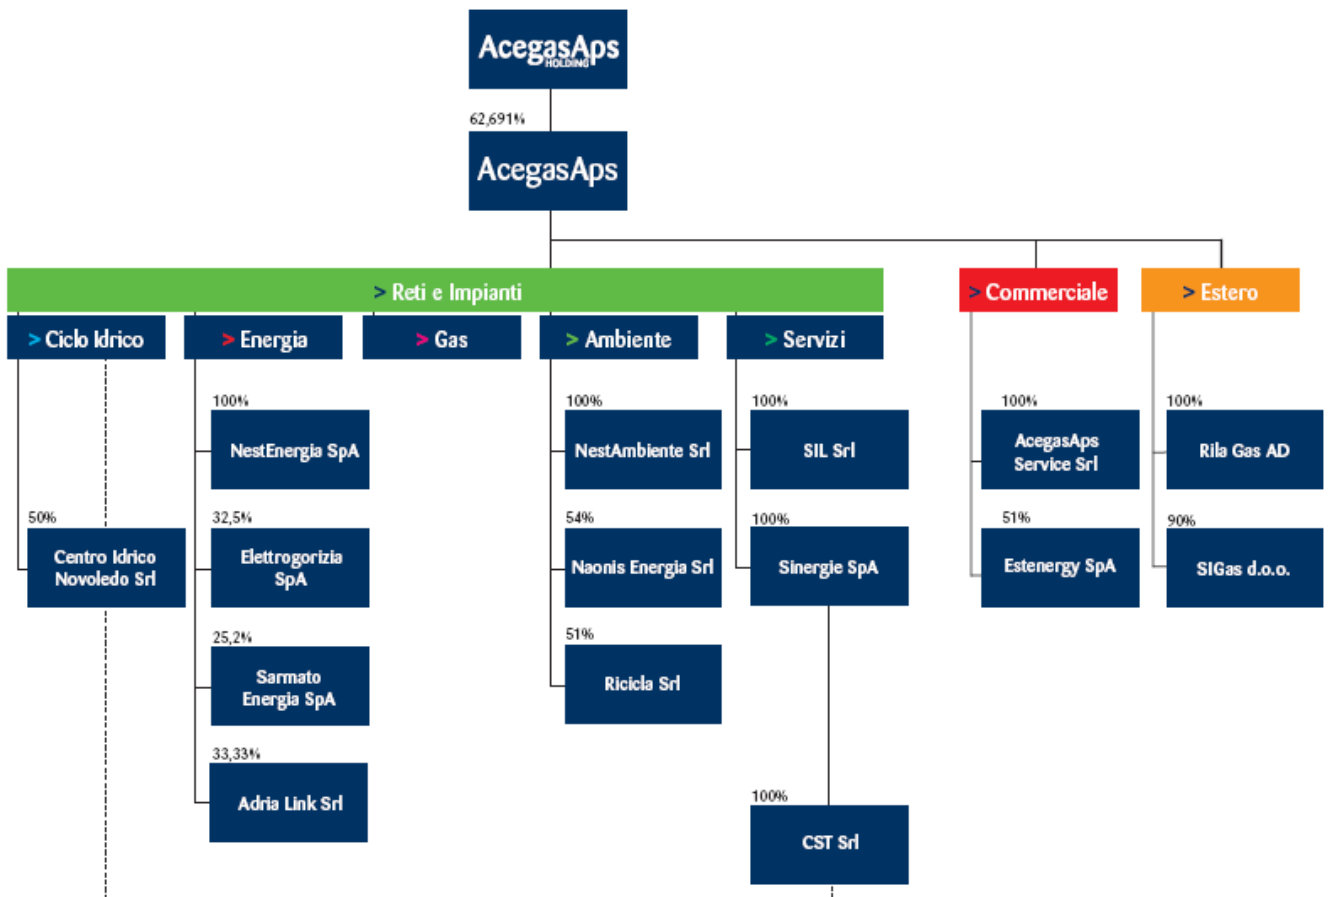 AcegasAps
HOLDING
62,691%
AcegasAps
> Reti e Impianti
> Commerciale
> Estero
> Ciclo Idrico
> Energia
> Gas
> Ambiente
> Servizi
100%
NestEnergia SpA
100%
NestAmbiente Srl
100%
SIL Srl
100%
AcegasAps
Service Srl
100%
Rila Gas AD
50%
Centro Idrico
Novoledo Srl
32,5%
Elettrogorizia
SpA
54%
Naonis Energia Srl
100%
Sinergie SpA
51%
Estenergy SpA
90%
SIGas d.o.o.
25,2%
Sarmato
Energia SpA
51%
Ricicla Srl
33,33%
Adria Link Srl
100%
CST Srl